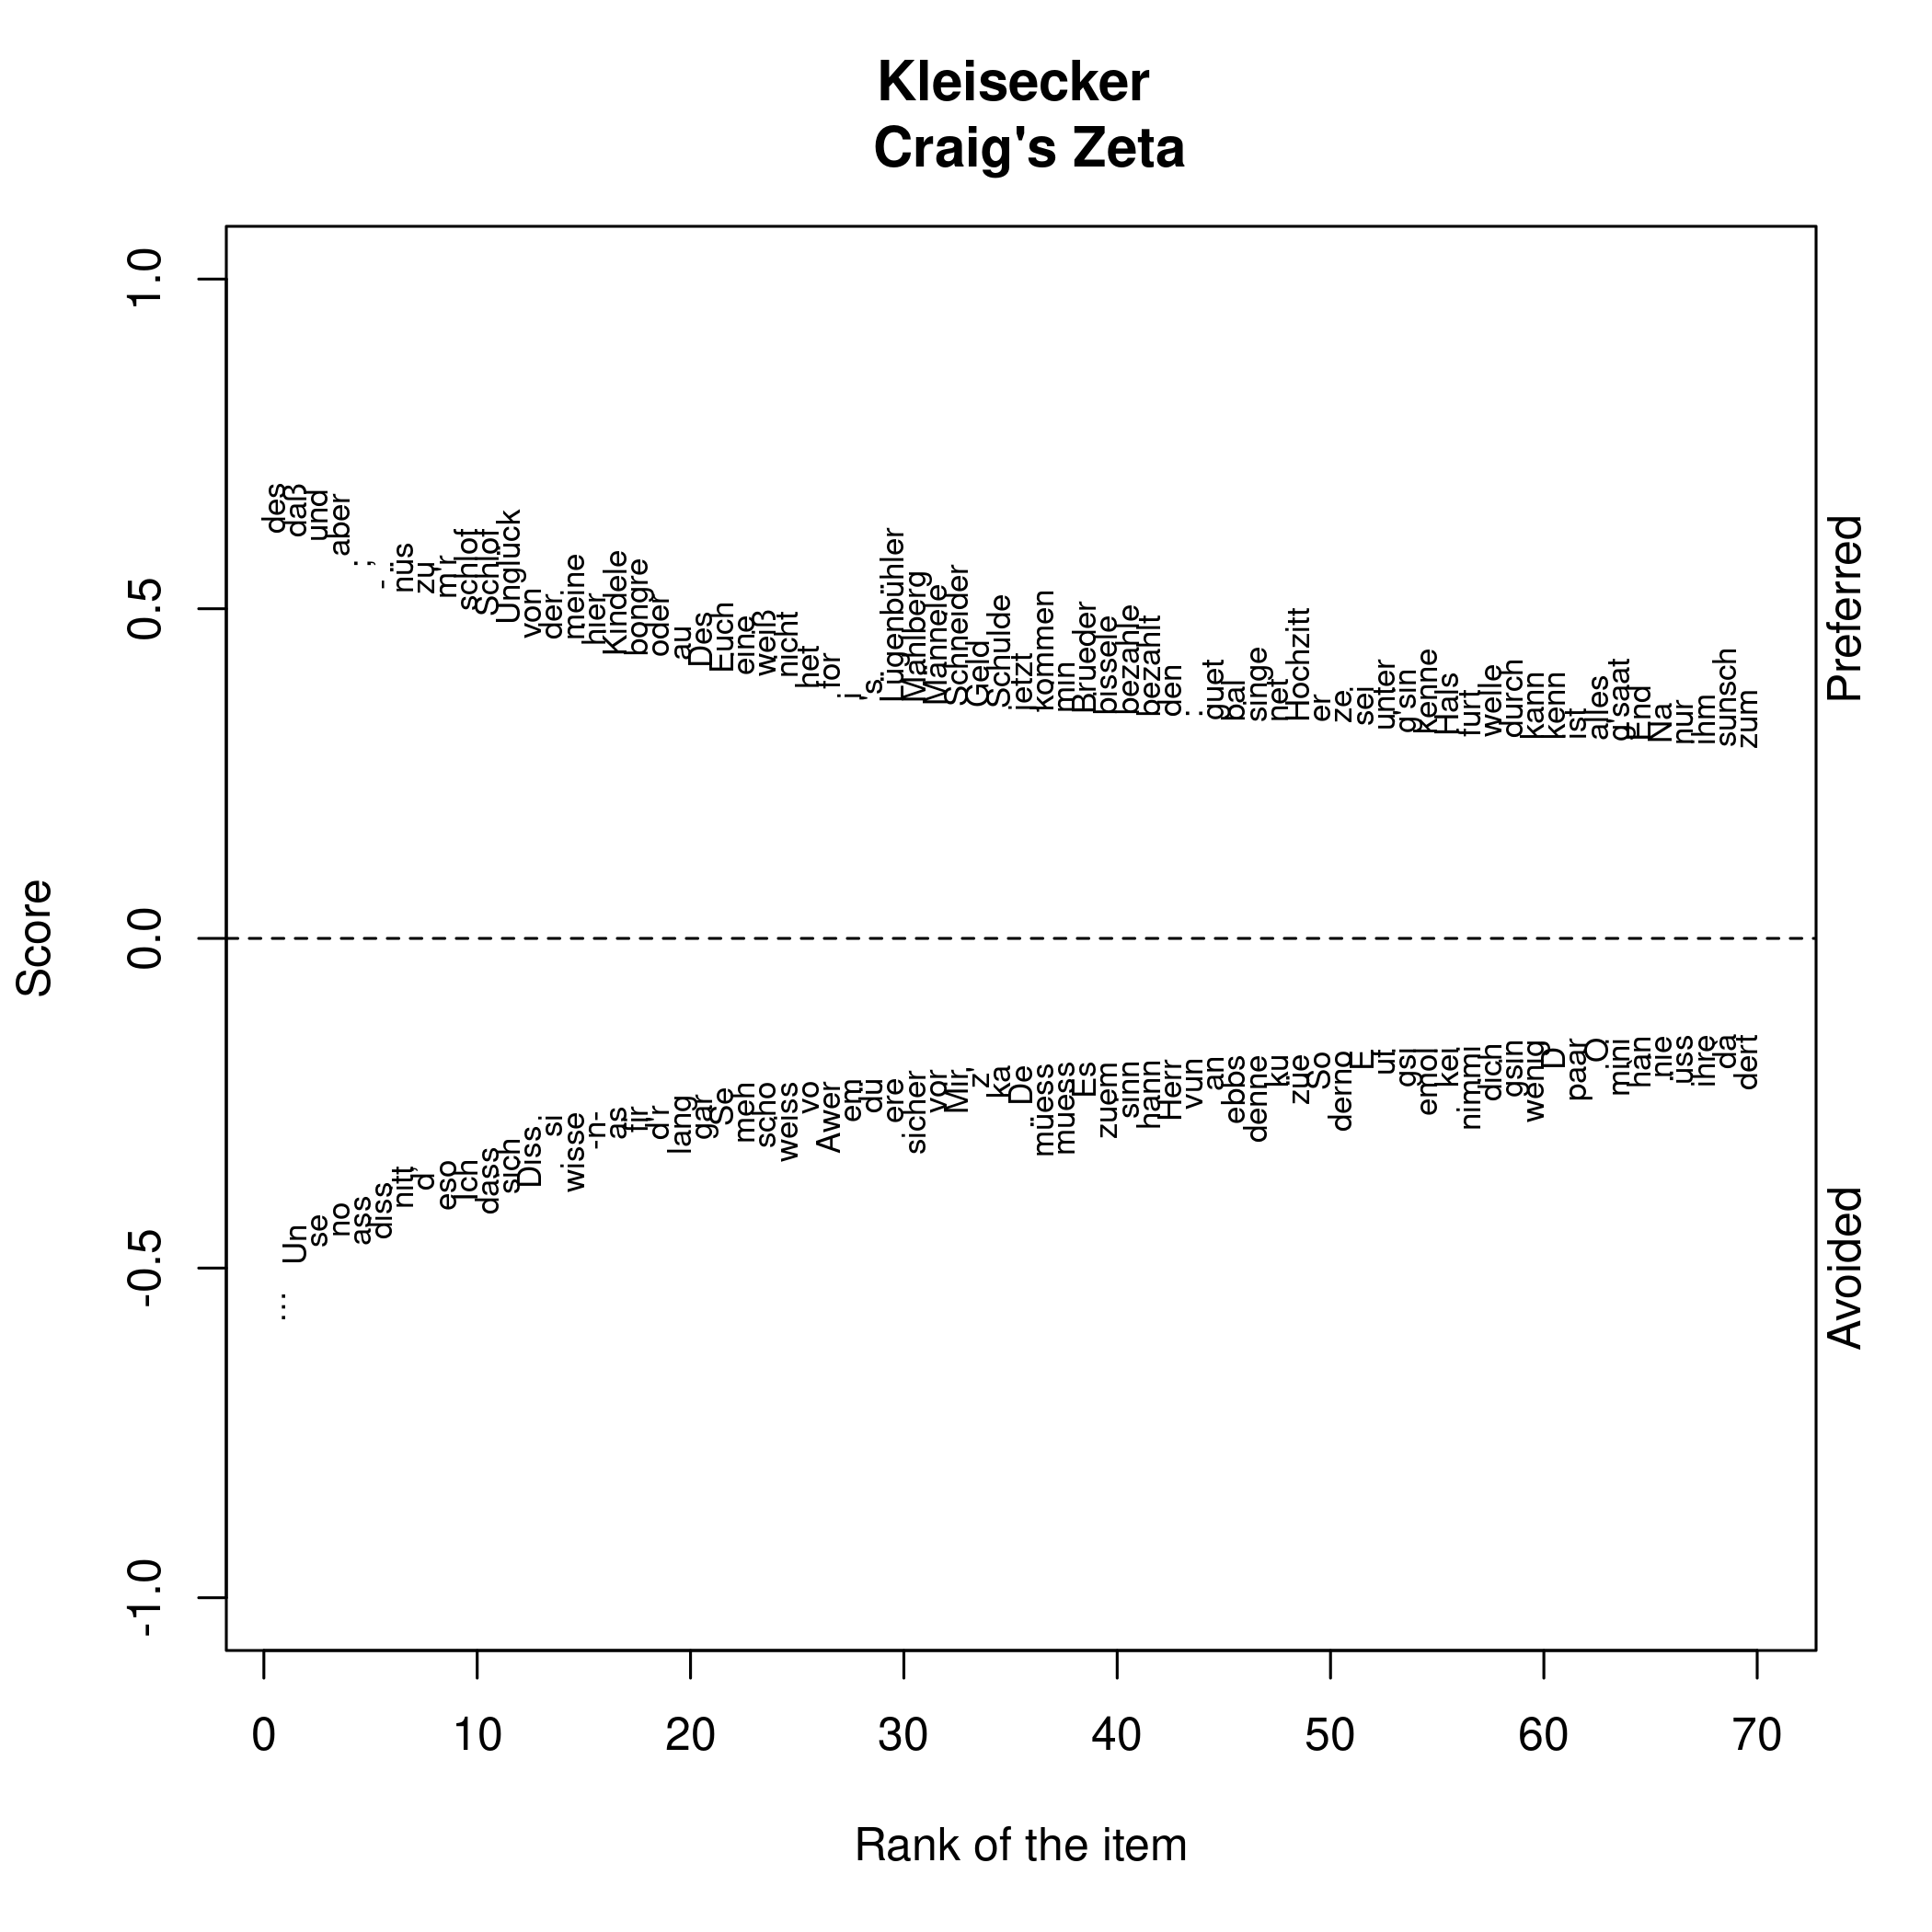 Kleisecker
Craig's Zeta
1.0
0.5
0.0
-0.5
-1.0
Score
Preferred
Avoided
des
daß
und
aber
;
-
nüs
zu
m'r
schlof
Schlof
Unglück
von
der
meine
hier
Kindele
bongre
oder
au
Des
Euch
eine
weiß
nicht
het
for
i
's
Lugenbühler
Mahlberg
Mannele
Schneider
Geld
Schulde
jetzt
kommen
min
Brueder
bissele
bezahle
bezahlt
den
guet
bal
singe
net
Hochzitt
er
ze
sei
unter
g'sin
kenne
Hals
furt
welle
durch
kann
kenn
ist
alles
g'saat
End
Na
nur
ihm
sunsch
zum
...
Un
se
no
ass
diss
nitt
d'
eso
Ich
dass
sich
Diss
si
wisse
-n-
as
fir
dr
lang
gar
Se
meh
scho
weiss
vo
Awer
em
du
ere
sicher
vor
Mir
z'
ka
De
müess
muess
Es
zuem
sinn
hann
Herr
vun
an
ebbs
denne
ku
zue
So
derno
E
ut
gsi
emol
kei
nimmi
dich
gsin
wenig
D
paar
O
mini
han
nie
uss
ihre
da
dert
0 10 20 30 40 50 60 70
Rank of the item